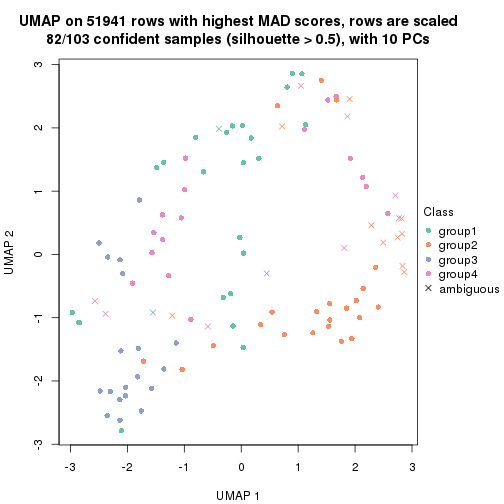 UMAP on 51941 rows with highest MAD scores, rows are scaled
82/103 confident samples (silhouette > 0.5), with 10 PCs
3
2
1
0
-1
-2
-3
UMAP 2
-3
-2
-1
0
1
2
3
UMAP 1
Class
group1
group2
group3
group4
ambiguous